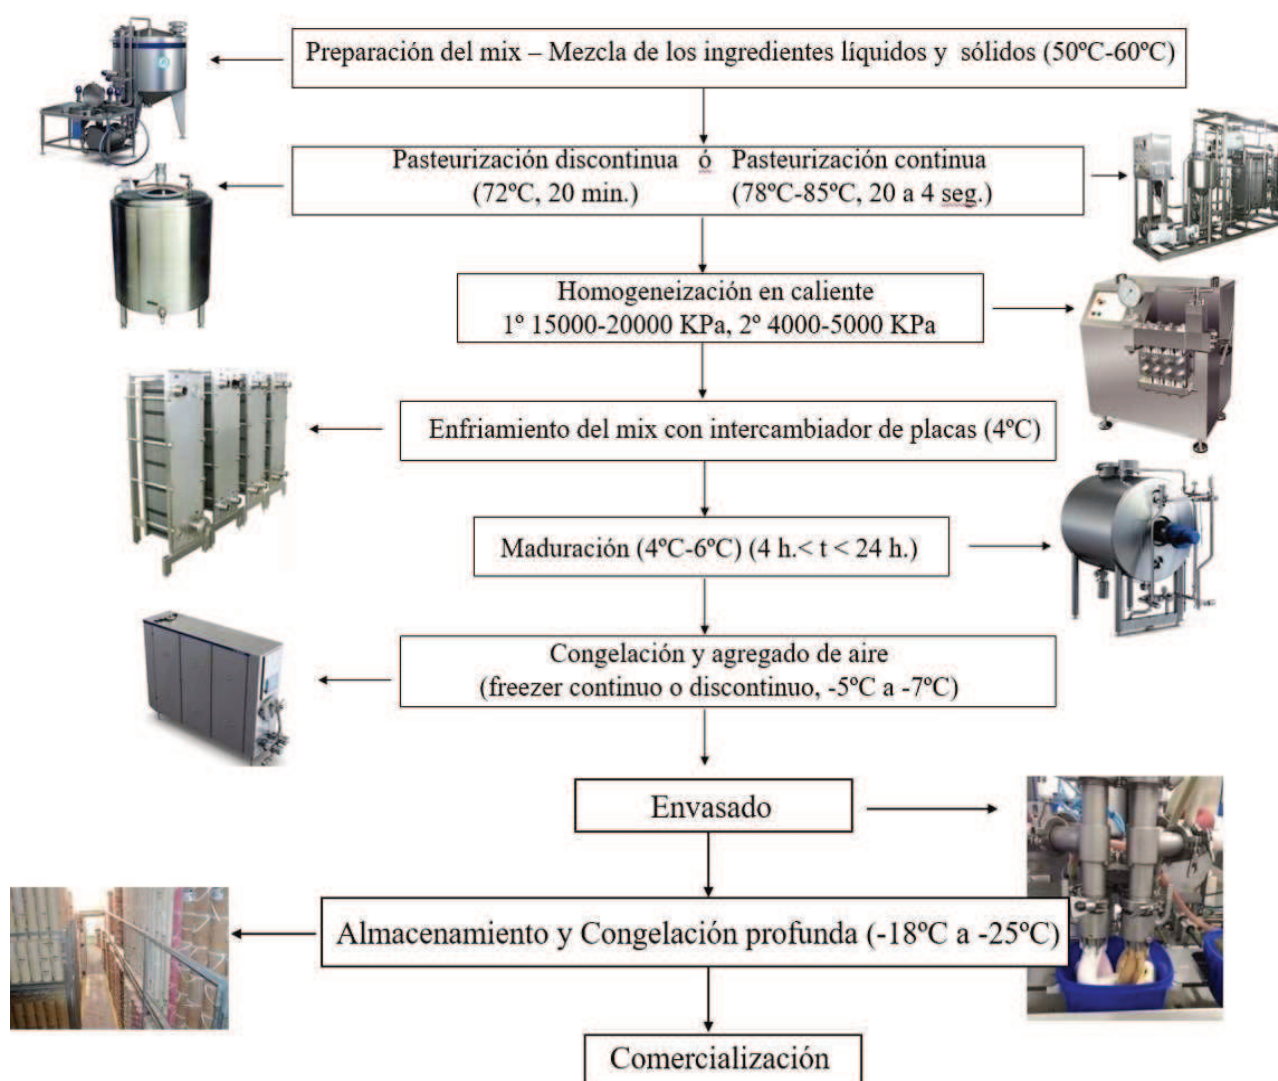 Preparación del mix – Mezcla de los ingredientes líquidos y sólidos (50ºC-60ºC)
Pasteurización discontinua ó Pasteurización continua
(72ºC, 20 min.) (78ºC-85ºC, 20 a 4 seg.)
Homogeneización en caliente
1º 15000-20000 KPa, 2º 4000-5000 KPa
Enfriamiento del mix con intercambiador de placas (4ºC)
Maduración (4ºC-6ºC) (4 h.< t < 24 h.)
Congelación y agregado de aire
(freezer continuo o discontinuo, -5ºC a -7ºC)
Envasado
Almacenamiento y Congelación profunda (-18ºC a -25ºC)
Comercialización